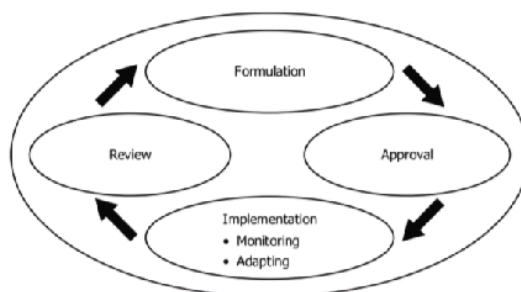 Formulation
Review
Approval
Implementation
• Monitoring
• Adapting